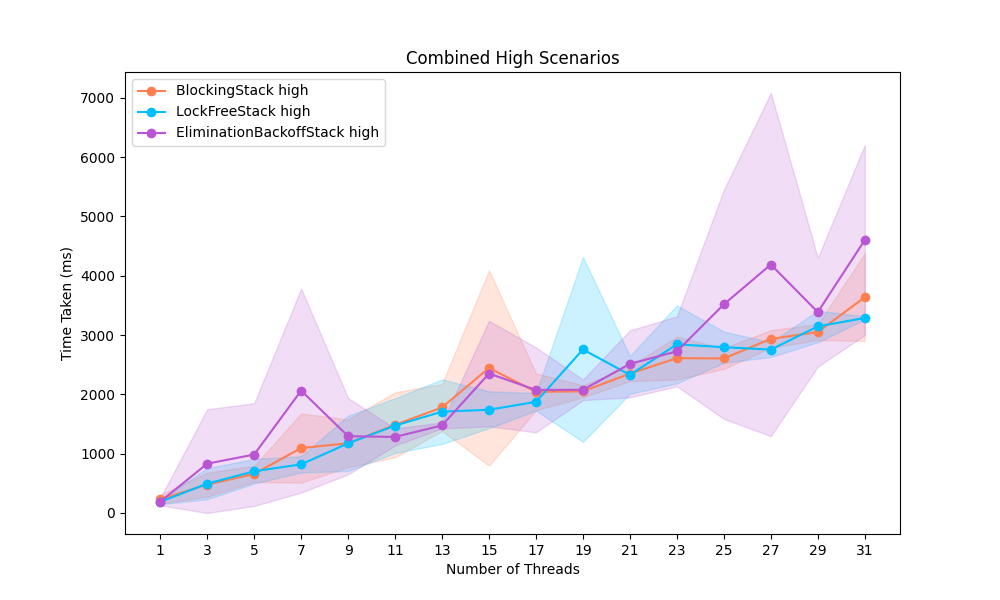 Combined High Scenarios
BlockingStack high
LockFreeStack high
EliminationBackoffStack high
Time Taken (ms)
7000
6000
5000
4000
3000
2000
1000
0
1 3 5 7 9 11 13 15 17 19 21 23 25 27 29 31
Number of Threads